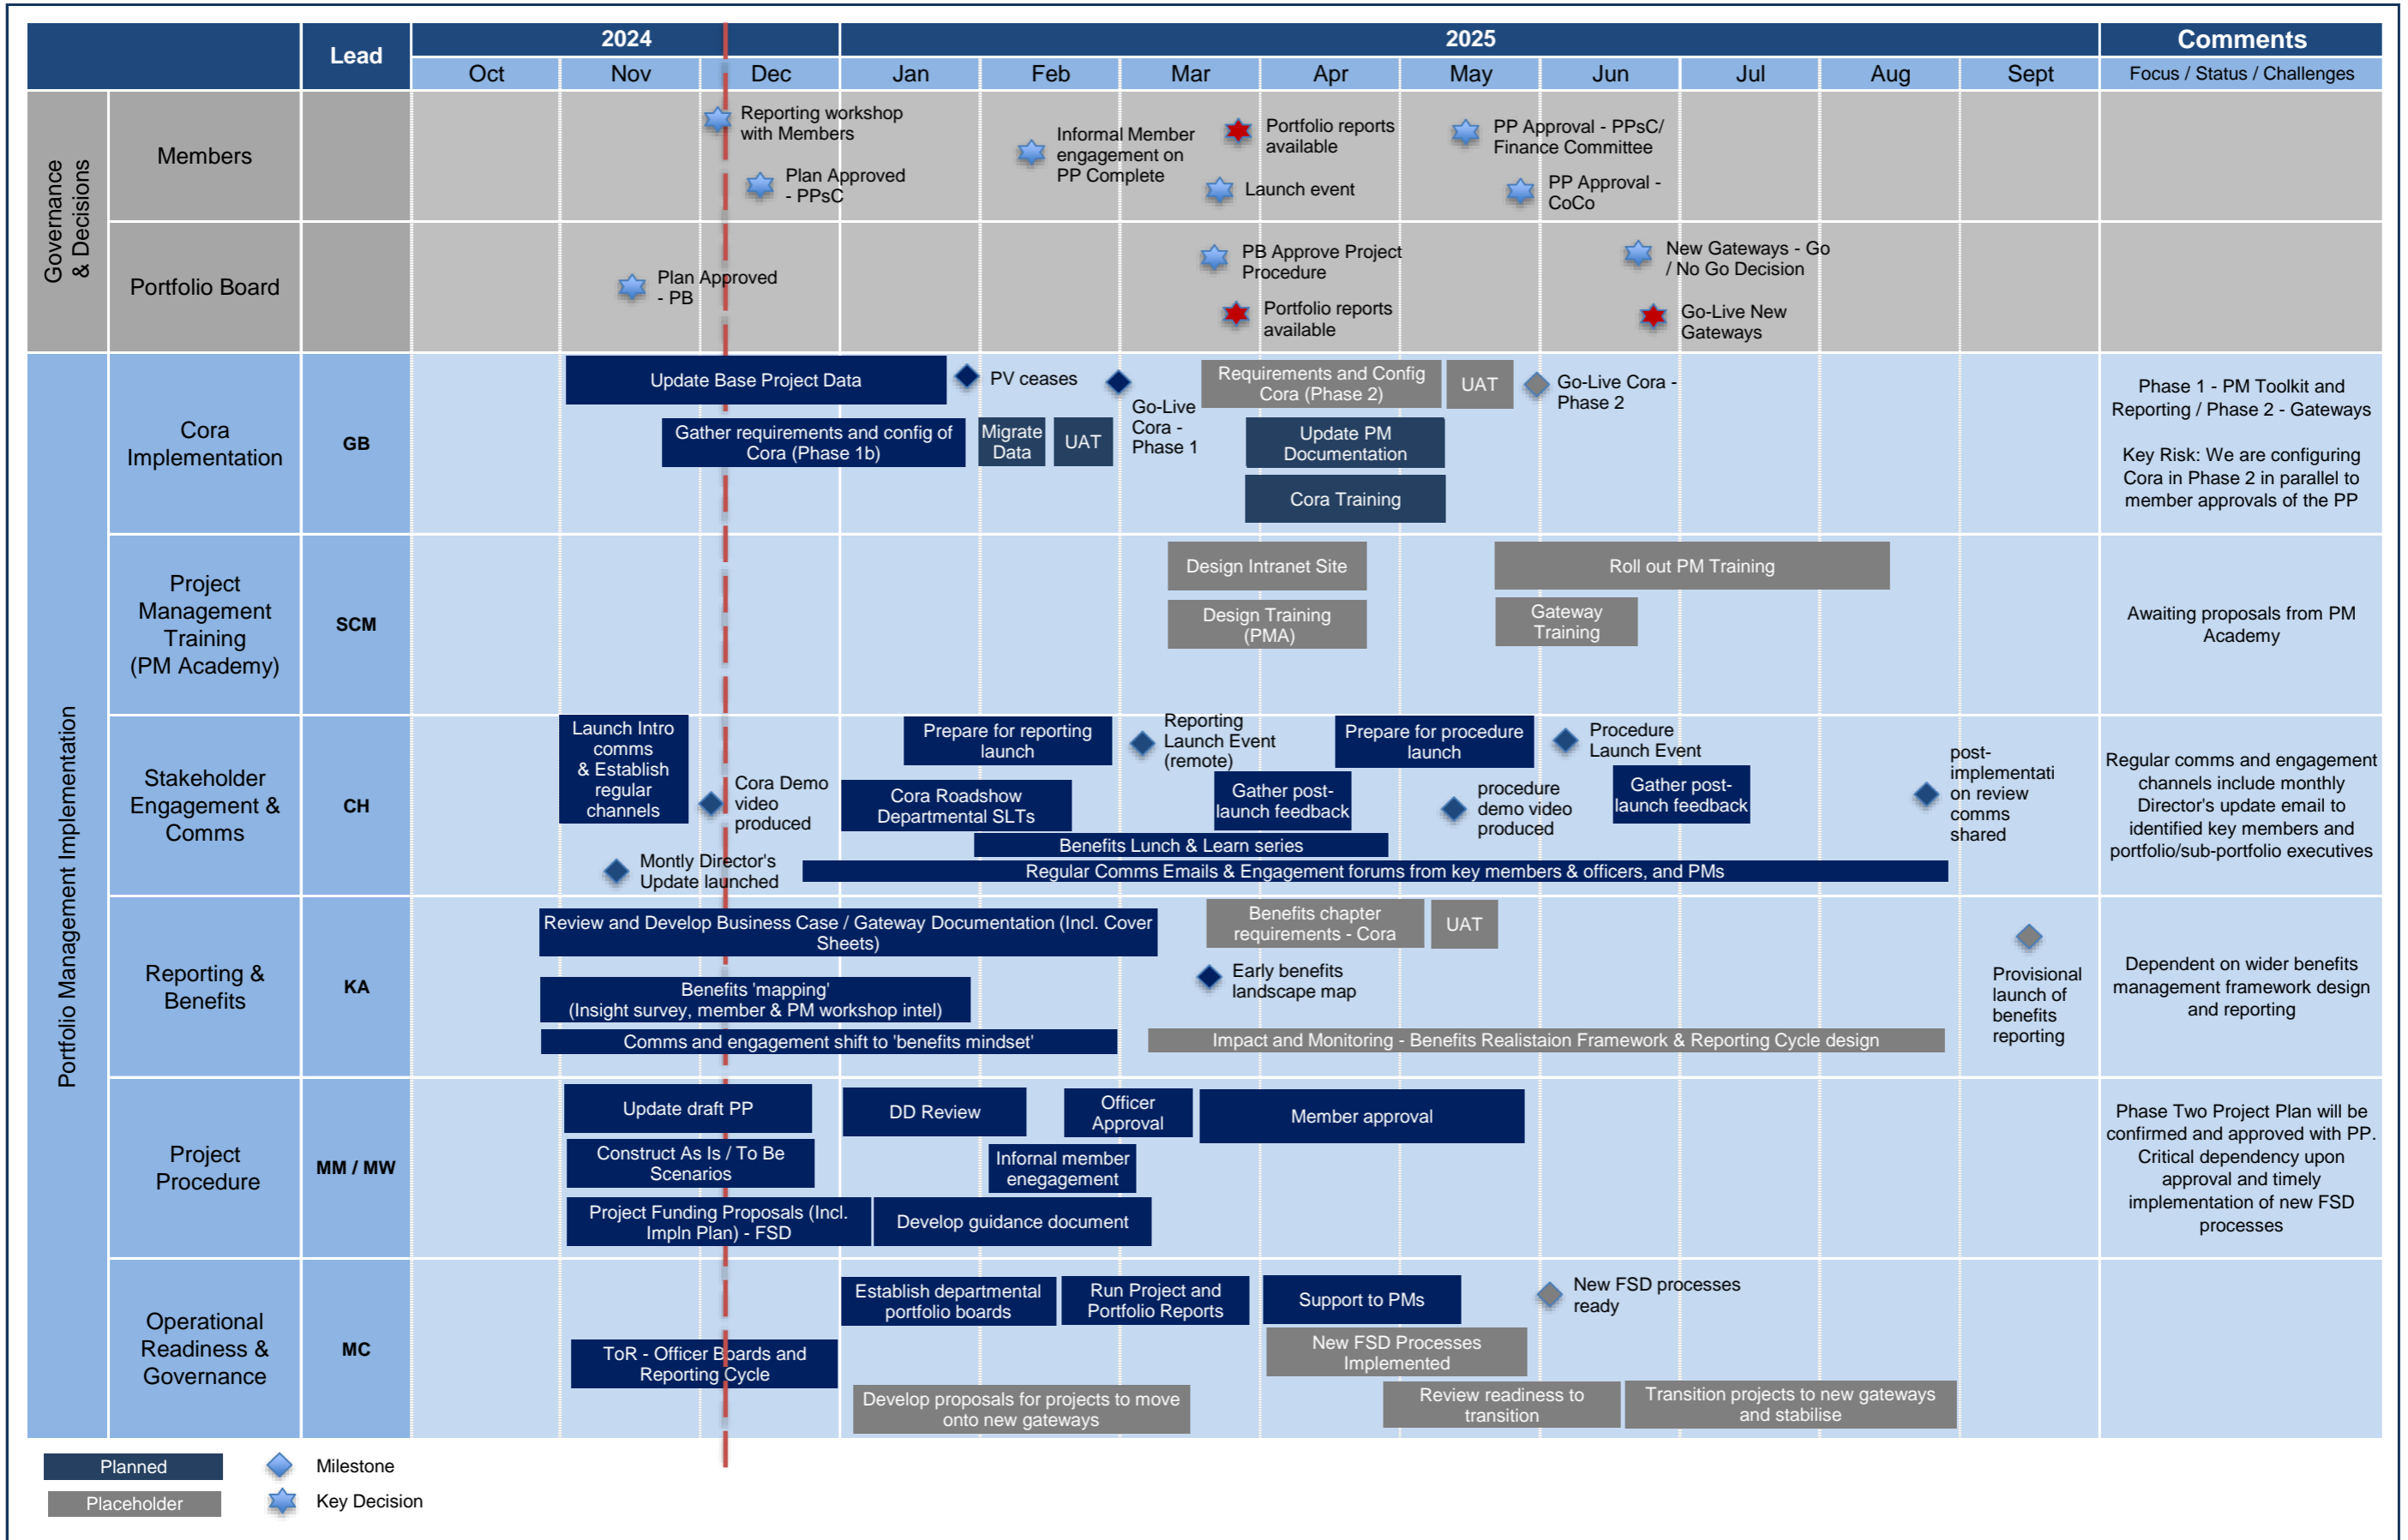 Lead
2024
2025
Comments
Oct
Nov
Dec
Jan
Feb
Mar
Apr
May
Jun
Jul
Aug
Sept
Focus / Status / Challenges
Governance
& Decisions
Members
Reporting workshop
with Members
Plan Approved
- PPsC
Informal Member
engagement on
PP Complete
Portfolio reports
available
Launch event
PP Approval - PPsC/
Finance Committee
PP Approval -
CoCo
Portfolio Board
Plan Approved
- PB
PB Approve Project
Procedure
Portfolio reports
available
New Gateways - Go
/ No Go Decision
Go-Live New
Gateways
Portfolio Management Implementation
Cora
Implementation
GB
Update Base Project Data
PV ceases
Gather requirements and config of
Cora (Phase 1b)
Migrate
Data
UAT
Go-Live
Cora -
Phase 1
Requirements and Config
Cora (Phase 2)
UAT
Go-Live Cora -
Phase 2
Update PM
Documentation
Cora Training
Phase 1 - PM Toolkit and
Reporting / Phase 2 - Gateways
Key Risk: We are configuring
Cora in Phase 2 in parallel to
member approvals of the PP
Project
Management
Training
(PM Academy)
SCM
Design Intranet Site
Design Training
(PMA)
Roll out PM Training
Gateway
Training
Awaiting proposals from PM
Academy
Stakeholder
Engagement &
Comms
CH
Launch Intro
comms
& Establish
regular
channels
Cora Demo
video
produced
Montly Director's
Update launched
Prepare for reporting
launch
Cora Roadshow
Departmental SLTs
Reporting
Launch Event
(remote)
Gather post-
launch feedback
Benefits Lunch & Learn series
Regular Comms Emails & Engagement forums from key members & officers, and PMs
Prepare for procedure
launch
procedure
demo video
produced
Procedure
Launch Event
Gather post-
launch feedback
post-
implementati
on review
comms
shared
Regular comms and engagement
channels include monthly
Director's update email to
identified key members and
portfolio/sub-portfolio executives
Reporting &
Benefits
KA
Review and Develop Business Case / Gateway Documentation (Incl. Cover
Sheets)
Benefits 'mapping'
(Insight survey, member & PM workshop intel)
Comms and engagement shift to 'benefits mindset'
Benefits chapter
requirements - Cora
UAT
Early benefits
landscape map
Impact and Monitoring - Benefits Realistaion Framework & Reporting Cycle design
Provisional
launch of
benefits
reporting
Dependent on wider benefits
management framework design
and reporting
Project
Procedure
MM / MW
Update draft PP
Construct As Is / To Be
Scenarios
Project Funding Proposals (Incl.
Impln Plan) - FSD
DD Review
Officer
Approval
Member approval
Infornal member
enegagement
Develop guidance document
Phase Two Project Plan will be
confirmed and approved with PP.
Critical dependency upon
approval and timely
implementation of new FSD
processes
Operational
Readiness &
Governance
MC
ToR - Officer Boards and
Reporting Cycle
Establish departmental
portfolio boards
Run Project and
Portfolio Reports
Support to PMs
New FSD processes
ready
New FSD Processes
Implemented
Develop proposals for projects to move
onto new gateways
Review readiness to
transition
Transition projects to new gateways
and stabilise
Planned
Milestone
Placeholder
Key Decision